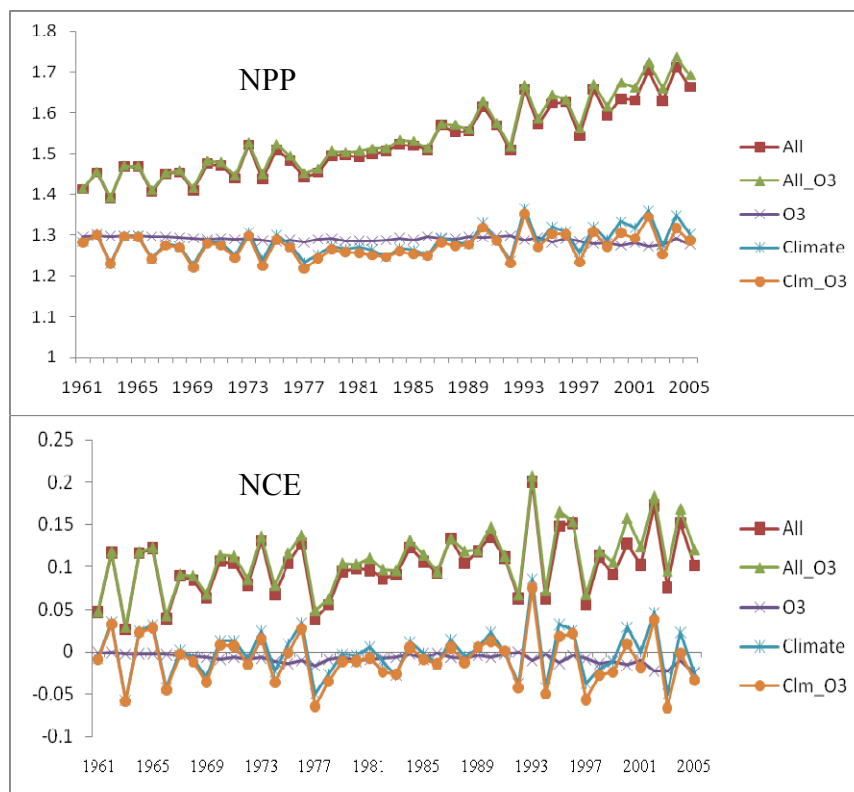 1.8
1.7
1.6
1.5
1.4
1.3
1.2
1.1
1
NPP
1961 1965 1969 1973 1977 1981 1985 1989 1993 1997 2001 2005
All
All_O3
O3
Climate
Clm_O3
0.25
0.2
0.15
0.1
0.05
0
-0.05
-0.1
NCE
1961 1965 1969 1973 1977 1981 1985 1989 1993 1997 2001 2005
All
All_O3
O3
Climate
Clm_O3